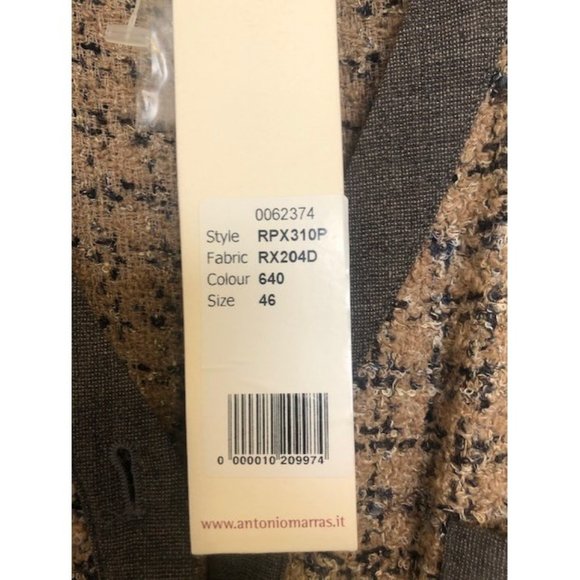 0062374
Style RPX310P
Fabric RX204D
Colour 640
Size 46
0 000010 209974
www.antoniomarras.it